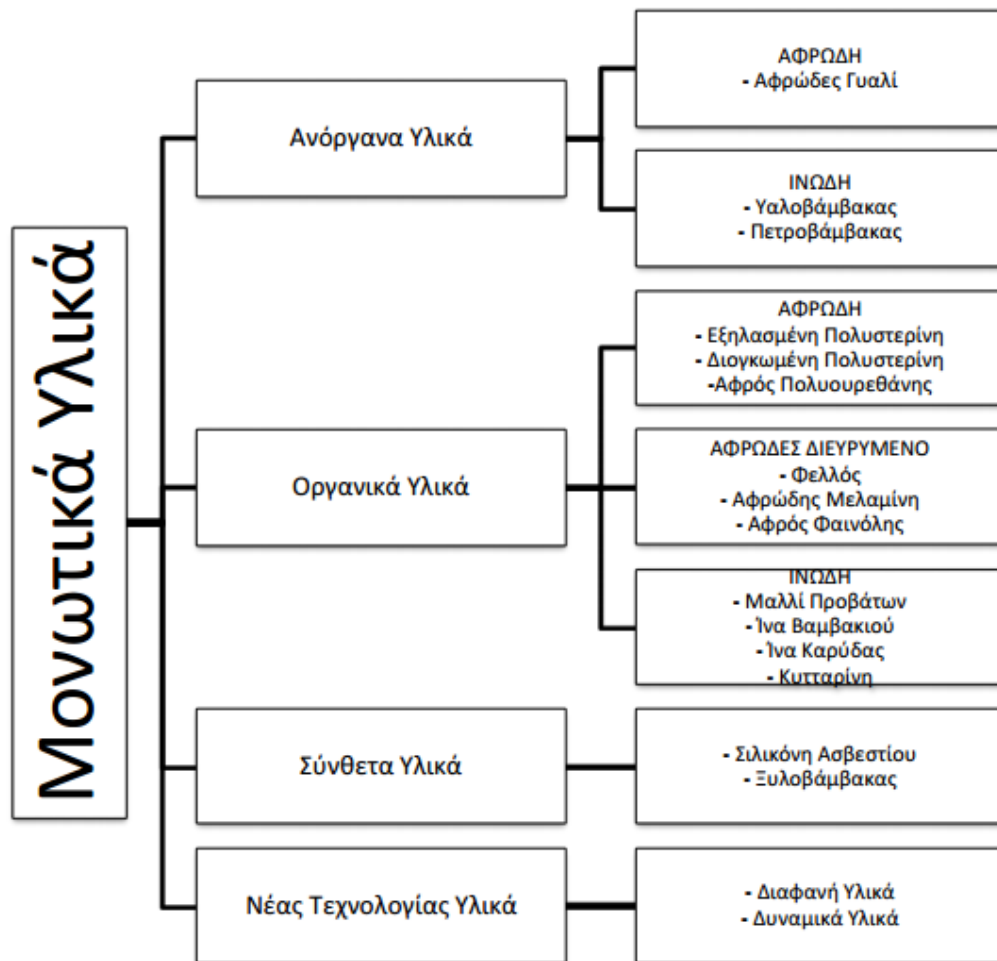 Μονωτικά Υλικά
Ανόργανα Υλικά
ΑΦΡΩΔΗ
- Αφρώδες Γυαλί
ΙΝΩΔΗ
- Υαλοβάμβακας
- Πετροβάμβακας
Οργανικά Υλικά
ΑΦΡΩΔΗ
- Εξηλασμένη Πολυστερίνη
- Διογκωμένη Πολυστερίνη
-Αφρός Πολυουρεθάνης
ΑΦΡΩΔΕΣ ΔΙΕΥΡΥΜΕΝΟ
- Φελλός
- Αφρώδης Μελαμίνη
- Αφρός Φαινόλης
ΙΝΩΔΗ
- Μαλλί Προβάτων
- Ίνα Βαμβακιού
- Ίνα Καρύδας
- Κυτταρίνη
Σύνθετα Υλικά
- Σιλικόνη Ασβεστίου
- Ξυλοβάμβακας
Νέας Τεχνολογίας Υλικά
- Διαφανή Υλικά
- Δυναμικά Υλικά